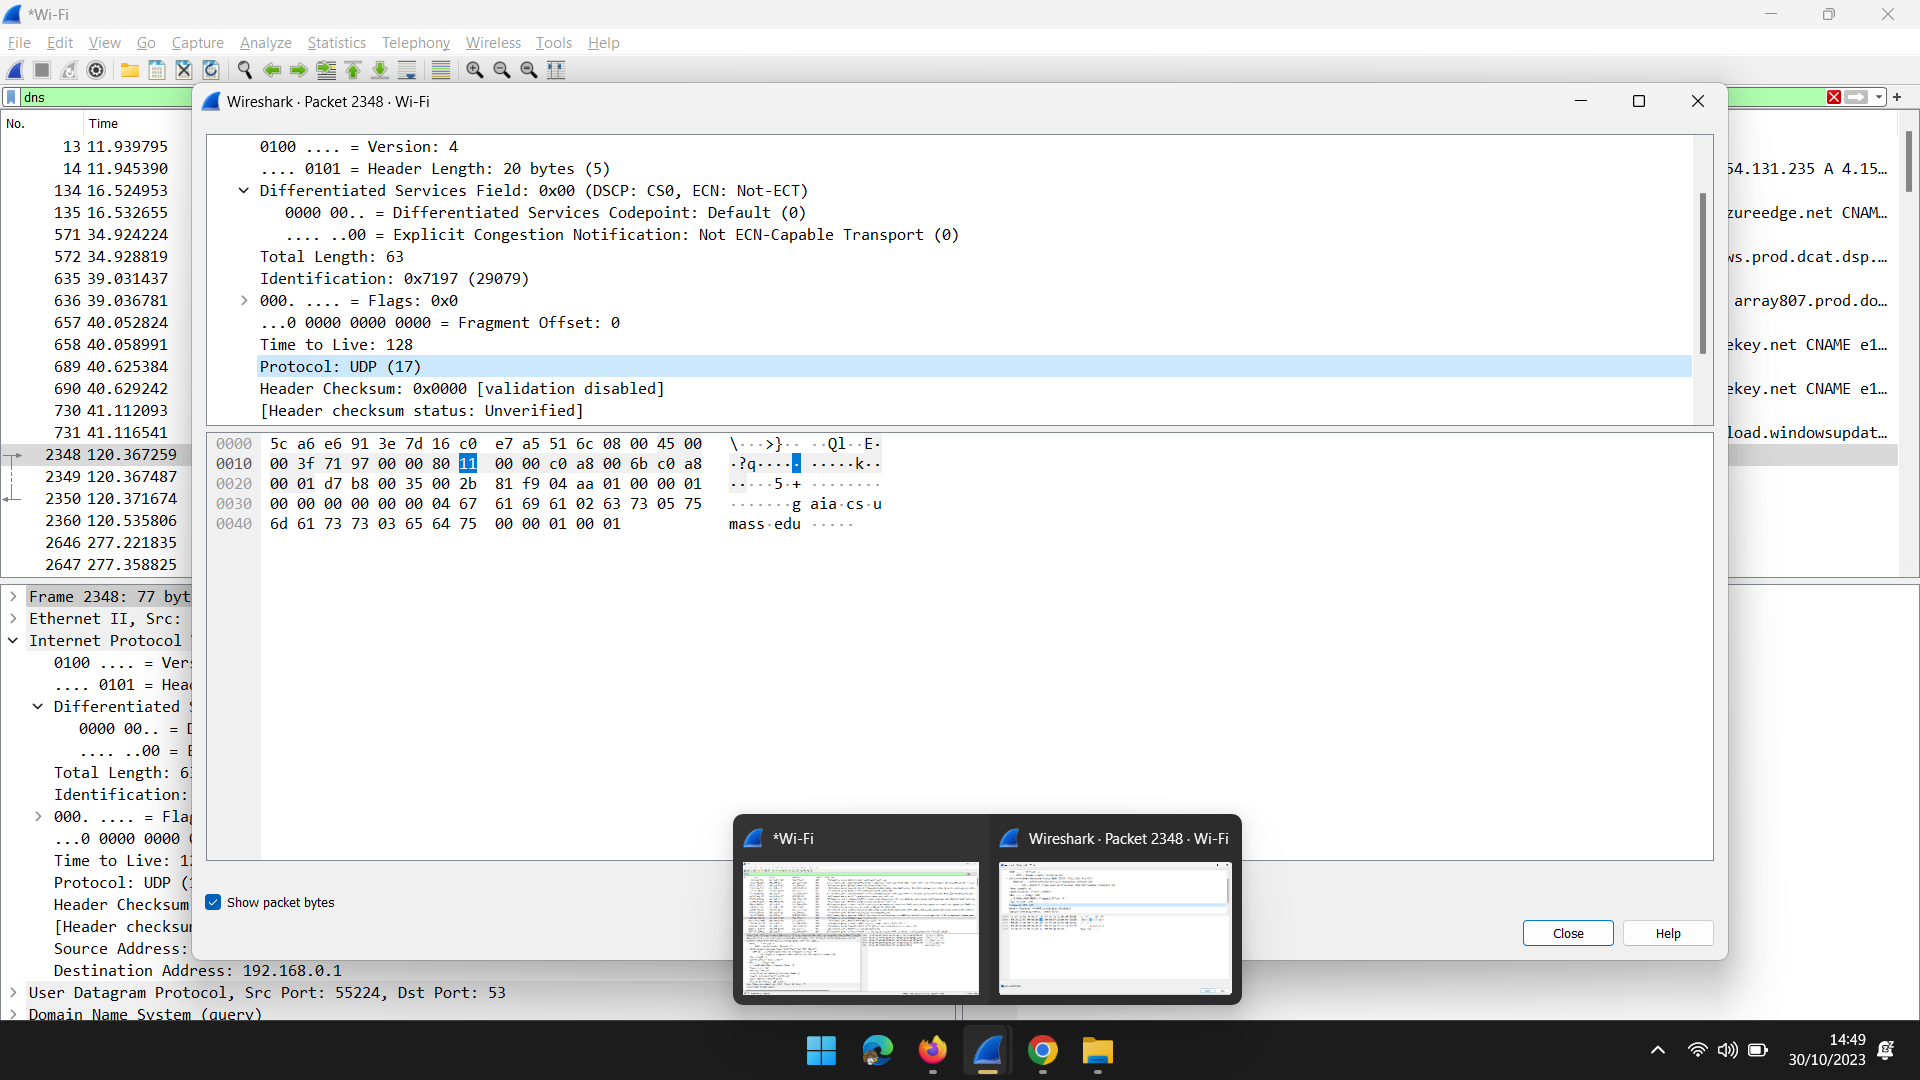 *Wi-Fi
File Edit View Go Capture Analyze Statistics Telephony Wireless Tools Help
dns
Wireshark · Packet 2348 · Wi-Fi
No. Time
13 11.939795
14 11.945390
134 16.524953
135 16.532655
571 34.924224
572 34.928819
635 39.031437
636 39.036781
657 40.052824
658 40.058991
689 40.625384
690 40.629242
730 41.112093
731 41.116541
2348 120.367259
2349 120.367487
2350 120.371674
2360 120.535806
2646 277.221835
2647 277.358825
54.131.235 A 4.15…
zureedge.net CNAM…
ws.prod.dcat.dsp.…
array807.prod.do…
ekey.net CNAME e1…
ekey.net CNAME e1…
load.windowsupdat…
0100 .... = Version: 4
.... 0101 = Header Length: 20 bytes (5)
Differentiated Services Field: 0x00 (DSCP: CS0, ECN: Not-ECT)
0000 00.. = Differentiated Services Codepoint: Default (0)
.... ..00 = Explicit Congestion Notification: Not ECN-Capable Transport (0)
Total Length: 63
Identification: 0x7197 (29079)
000. .... = Flags: 0x0
...0 0000 0000 0000 = Fragment Offset: 0
Time to Live: 128
Protocol: UDP (17)
Header Checksum: 0x0000 [validation disabled]
[Header checksum status: Unverified]
0000 5c a6 e6 91 3e 7d 16 c0 e7 a5 51 6c 08 00 45 00 \···>}·· ··Ql··E·
0010 00 3f 71 97 00 00 80 11 00 00 c0 a8 00 6b c0 a8 ·?q····· ·····k··
0020 00 01 d7 b8 00 35 00 2b 81 f9 04 aa 01 00 00 01 ·····5·+ ········
0030 00 00 00 00 00 00 04 67 61 69 61 02 63 73 05 75 ·······g aia·cs·u
0040 6d 61 73 73 03 65 64 75 00 00 01 00 01 mass·edu ·····
Show packet bytes
Close
Help
Frame 2348: 77 byt
Ethernet II, Src:
Internet Protocol
0100 .... = Vers
.... 0101 = Head
Differentiated S
0000 00.. = D
.... ..00 = E
Total Length: 63
Identification:
000. .... = Flag
...0 0000 0000 0
Time to Live: 12
Protocol: UDP (1
Header Checksum
[Header checksum
Source Address:
Destination Address: 192.168.0.1
User Datagram Protocol, Src Port: 55224, Dst Port: 53
Domain Name System (query)
*Wi-Fi
Wireshark · Packet 2348 · Wi-Fi
14:49
30/10/2023